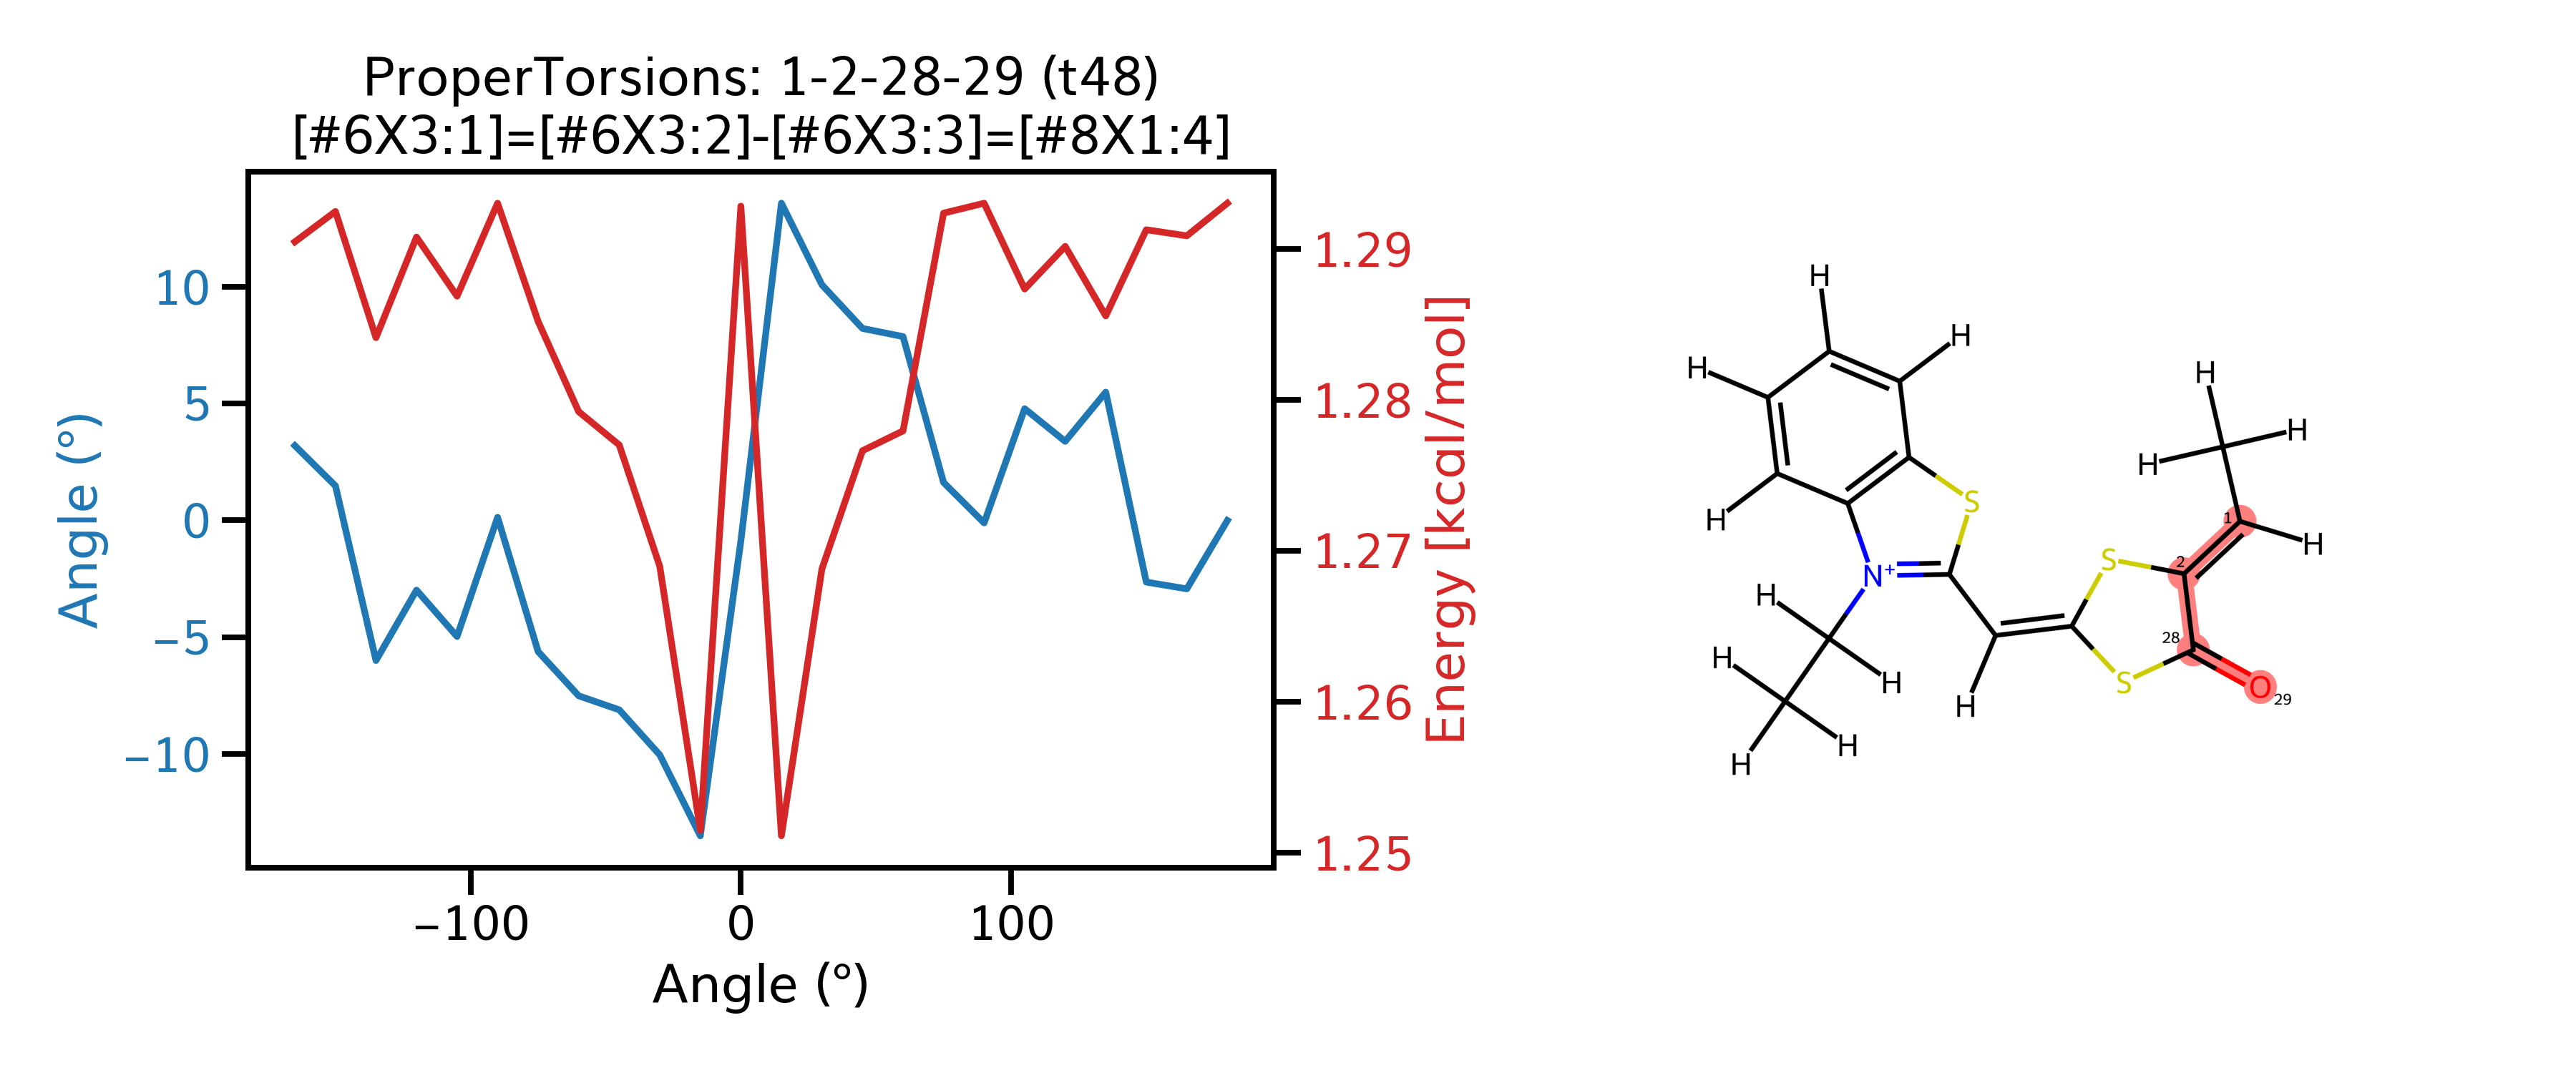 ProperTorsions: 1-2-28-29 (t48)
[#6X3:1]=[#6X3:2]-[#6X3:3]=[#8X1:4]
10
5
0
−5
−10
Angle (°)
1.29
1.28
1.27
1.26
1.25
Energy [kcal/mol]
−100
0
100
Angle (°)
H
H
H
H
H
H
H
S
1
H
H
S
2
N+
H
28
H
H
S
O
29
H
H
H